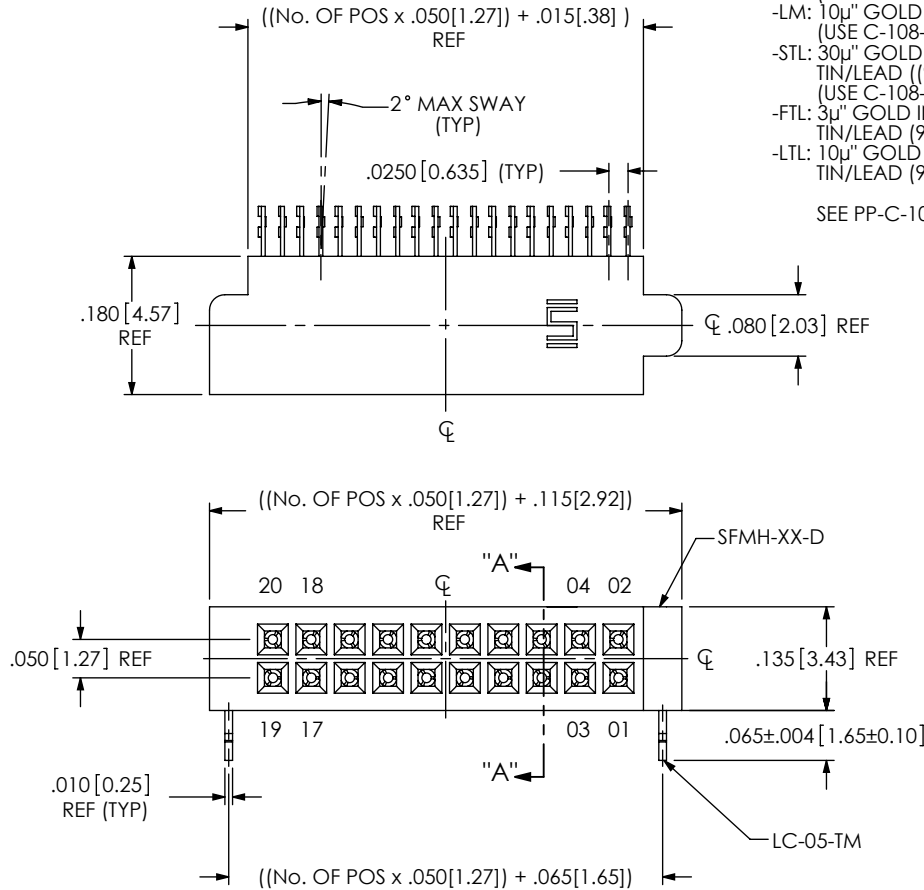 ((No. OF POS x .050[1.27]) + .015[.38] )
REF
-LM: 10µ" GOLD
(USE C-108-
-STL: 30µ" GOLD
TIN/LEAD ((
(USE C-108-
-FTL: 3µ" GOLD
TIN/LEAD (9
-LTL: 10µ" GOLD
TIN/LEAD (9
SEE PP-C-10
2° MAX SWAY
(TYP)
.0250 [0.635] (TYP)
.180 [4.57]
REF
℄ .080 [2.03] REF
℄
((No. OF POS x .050[1.27]) + .115[2.92])
REF
SFMH-XX-D
"A"
20 18 ℄ 04 02
.050 [1.27] REF
℄ .135 [3.43] REF
19 17 03 01
.065±.004 [1.65±0.10]
"A"
.010 [0.25]
REF (TYP)
LC-05-TM
((No. OF POS x .050[1.27]) + .065[1.65])